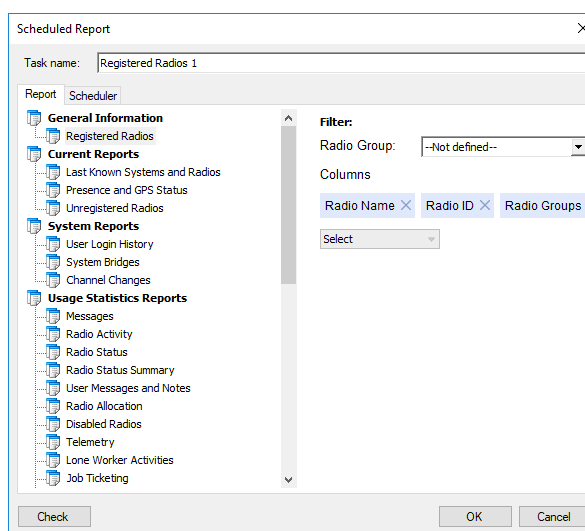 Scheduled Report
Task name: Registered Radios 1
Report Scheduler
General Information
Registered Radios
Current Reports
Last Known Systems and Radios
Presence and GPS Status
Unregistered Radios
System Reports
User Login History
System Bridges
Channel Changes
Usage Statistics Reports
Messages
Radio Activity
Radio Status
Radio Status Summary
User Messages and Notes
Radio Allocation
Disabled Radios
Telemetry
Lone Worker Activities
Job Ticketing
Filter:
Radio Group: --Not defined--
Columns
Radio Name Radio ID Radio Groups
Select
Check OK Cancel